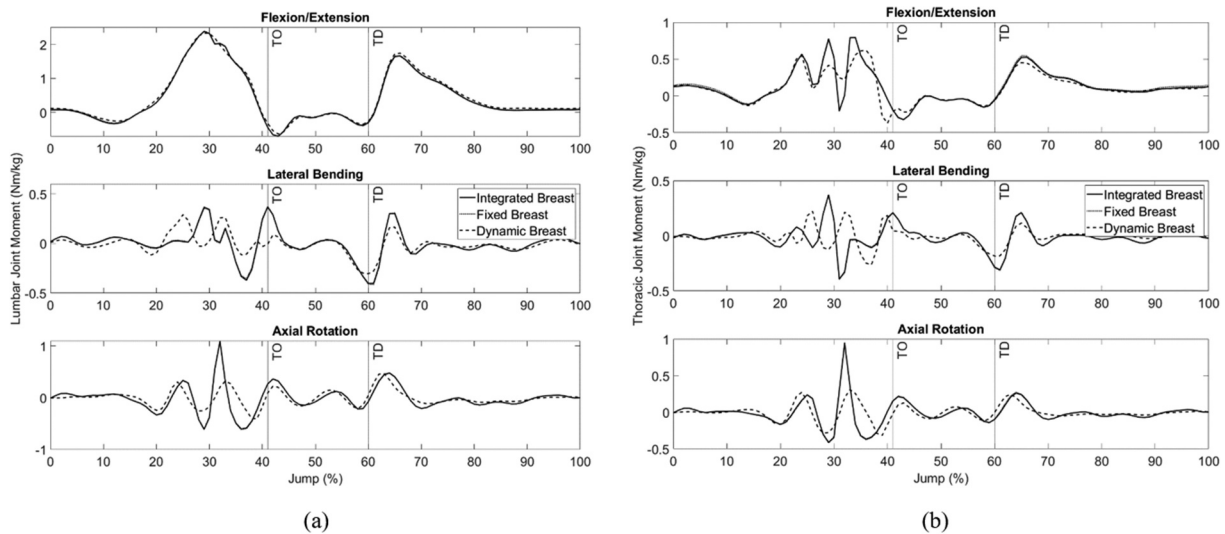 Flexion/Extension
TO
TD
2
1
0
0 10 20 30 40 50 60 70 80 90 100
Lumbar Joint Moment (Nm/kg)
Lateral Bending
TO
TD
0.5
0
-0.5
Integrated Breast
Fixed Breast
Dynamic Breast
0 10 20 30 40 50 60 70 80 90 100
Axial Rotation
TO
TD
1
0
-1
0 10 20 30 40 50 60 70 80 90 100
Jump (%)
(a)
Flexion/Extension
TO
TD
1
0.5
0
-0.5
0 10 20 30 40 50 60 70 80 90 100
Thoracic Joint Moment (Nm/kg)
Lateral Bending
TO
TD
0.5
0
-0.5
Integrated Breast
Fixed Breast
Dynamic Breast
0 10 20 30 40 50 60 70 80 90 100
Axial Rotation
TO
TD
1
0.5
0
-0.5
0 10 20 30 40 50 60 70 80 90 100
Jump (%)
(b)